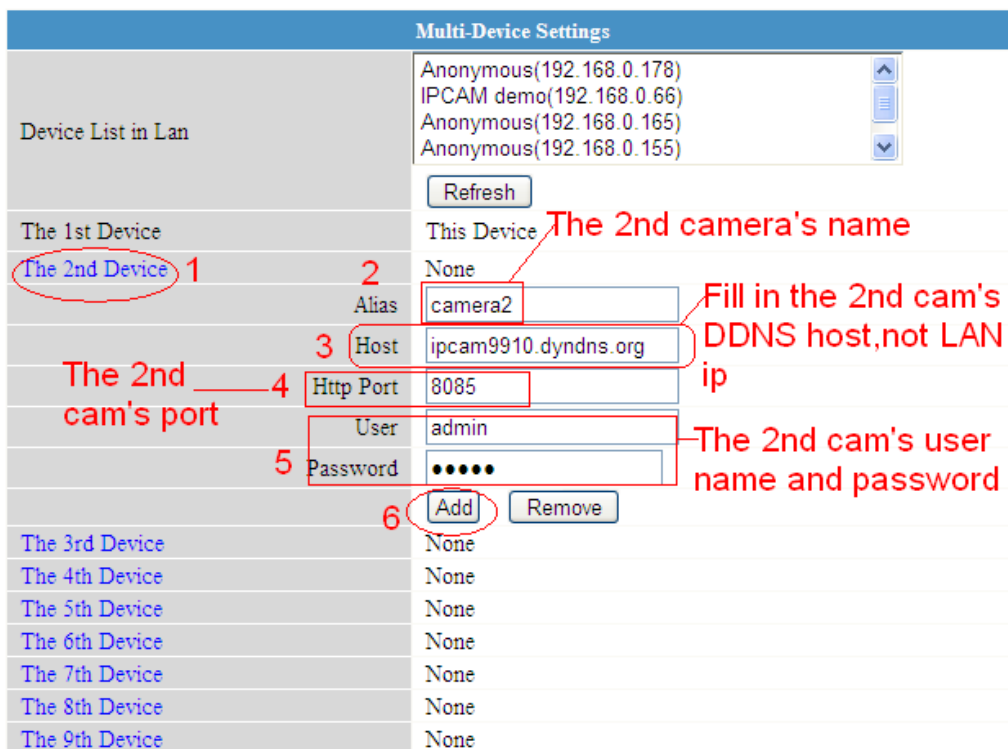 Multi-Device Settings
Device List in Lan
Anonymous(192.168.0.178)
IPCAM demo(192.168.0.66)
Anonymous(192.168.0.165)
Anonymous(192.168.0.155)
Refresh
The 1st Device This Device
The 2nd camera's name
The 2nd Device 1 None
2
Alias camera2
3 Host ipcam9910.dyndns.org
Fill in the 2nd cam's
DDNS host,not LAN
ip
The 2nd
cam's port
4 Http Port 8085
User admin
5 Password •••••
The 2nd cam's user
name and password
6 Add Remove
The 3rd Device None
The 4th Device None
The 5th Device None
The 6th Device None
The 7th Device None
The 8th Device None
The 9th Device None